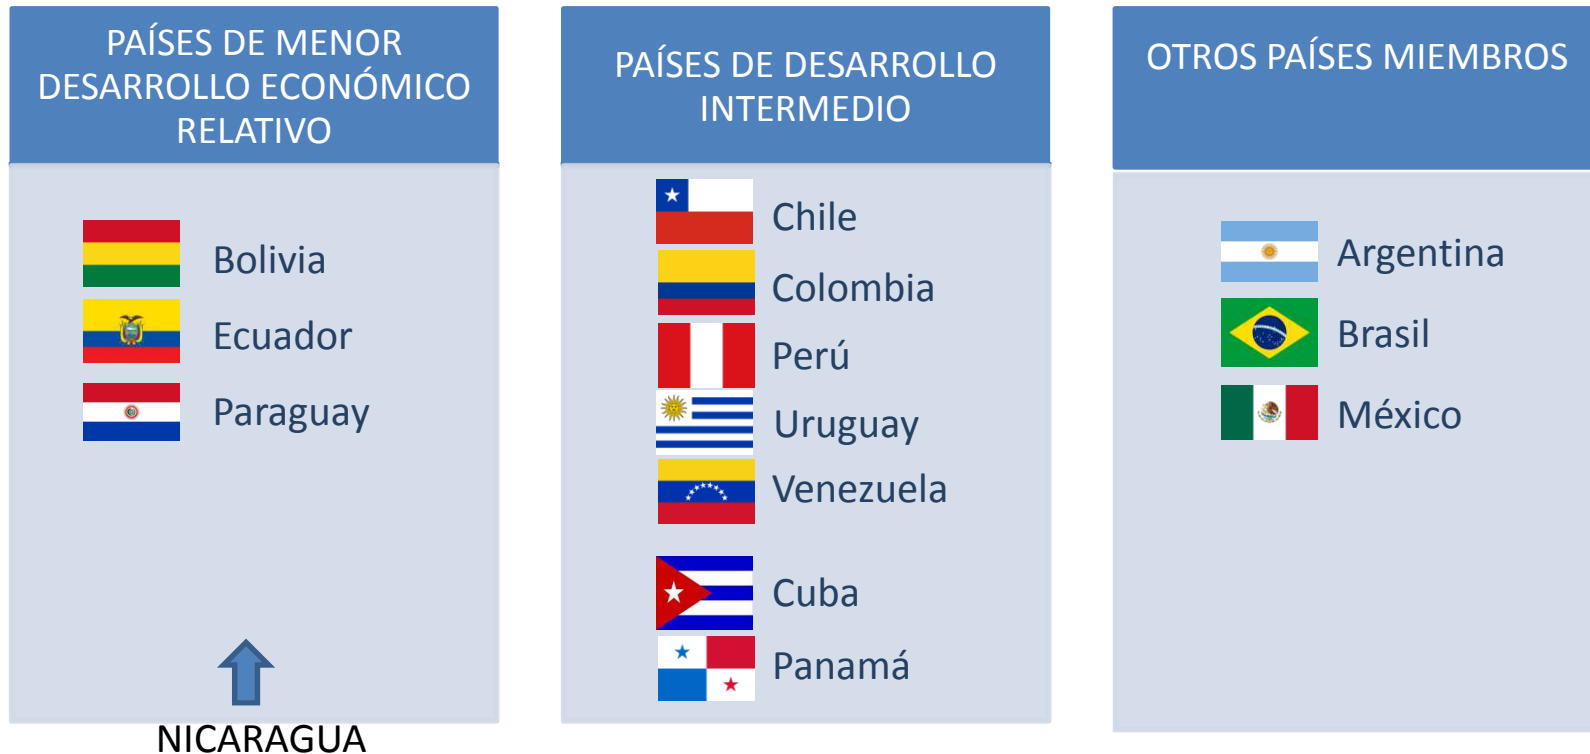 PAÍSES DE MENOR
DESARROLLO ECONÓMICO
RELATIVO
Bolivia
Ecuador
Paraguay
NICARAGUA
PAÍSES DE DESARROLLO
INTERMEDIO
Chile
Colombia
Perú
Uruguay
Venezuela
Cuba
Panamá
OTROS PAÍSES MIEMBROS
Argentina
Brasil
México